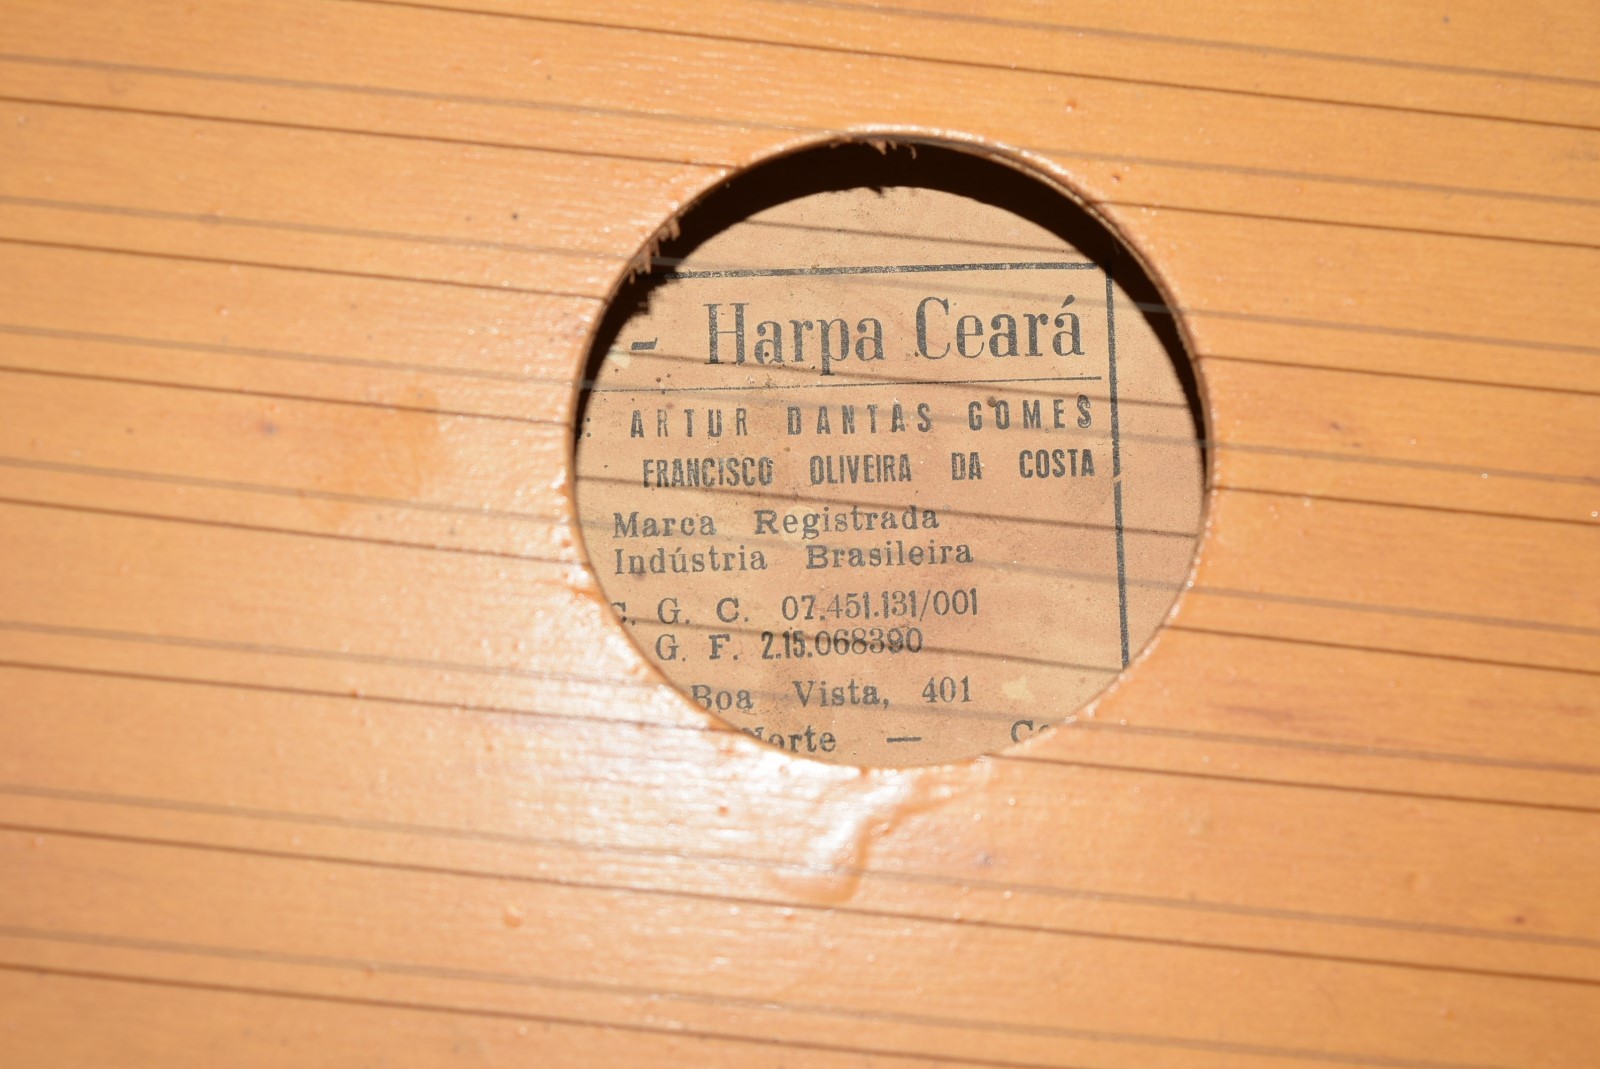 - Harpa Ceará
: ARTUR DANTAS GOMES
FRANCISCO OLIVEIRA DA COSTA
Marca Registrada
Indústria Brasileira
C. G. C. 07.451.131/001
G. F. 2.15.068390
Boa Vista, 401
Norte —